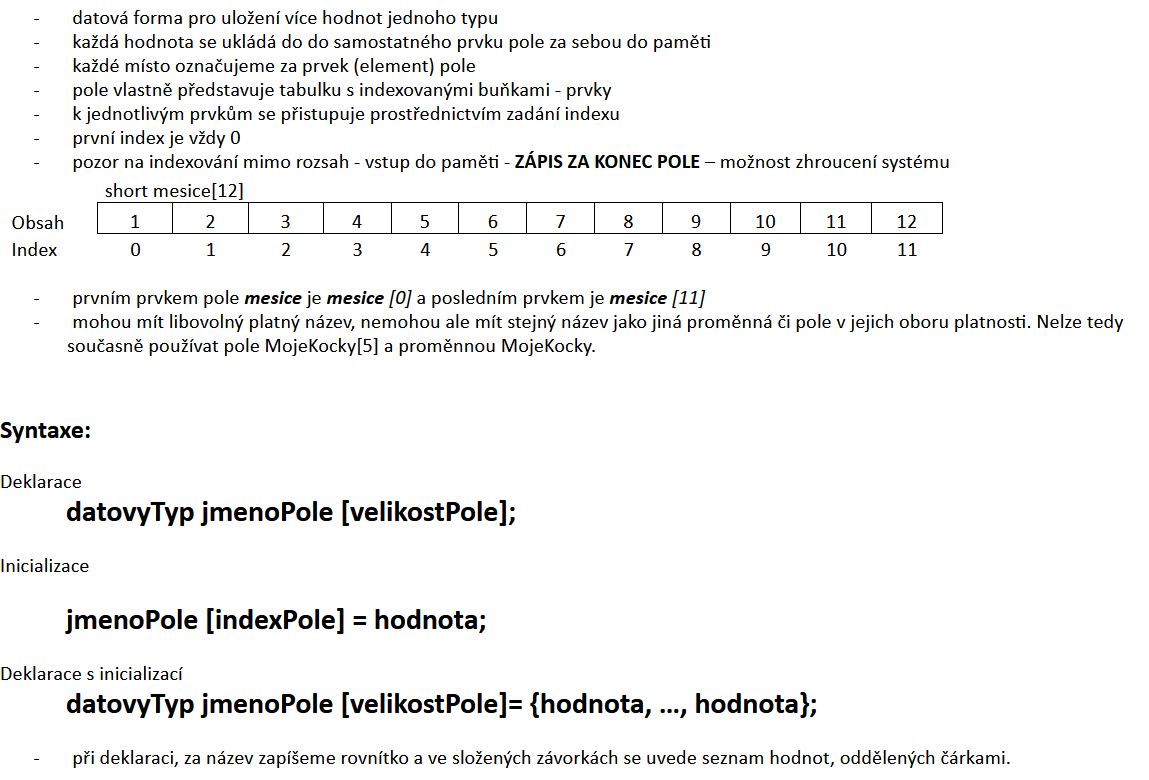 - datová forma pro uložení více hodnot jednoho typu
- každá hodnota se ukládá do do samostatného prvku pole za sebou do paměti
- každé místo označujeme za prvek (element) pole
- pole vlastně představuje tabulku s indexovanými buňkami - prvky
- k jednotlivým prvkům se přistupuje prostřednictvím zadání indexu
- první index je vždy 0
- pozor na indexování mimo rozsah - vstup do paměti - ZÁPIS ZA KONEC POLE – možnost zhroucení systému
short mesice[12]
Obsah 1 2 3 4 5 6 7 8 9 10 11 12
Index 0 1 2 3 4 5 6 7 8 9 10 11
- prvním prvkem pole mesice je mesice [0] a posledním prvkem je mesice [11]
- mohou mít libovolný platný název, nemohou ale mít stejný název jako jiná proměnná či pole v jejich oboru platnosti. Nelze tedy
současně používat pole MojeKocky[5] a proměnnou MojeKocky.
Syntaxe:
Deklarace
datovyTyp jmenoPole [velikostPole];
Inicializace
jmenoPole [indexPole] = hodnota;
Deklarace s inicializací
datovyTyp jmenoPole [velikostPole]= {hodnota, …, hodnota};
- při deklaraci, za název zapíšeme rovnítko a ve složených závorkách se uvede seznam hodnot, oddělených čárkami.